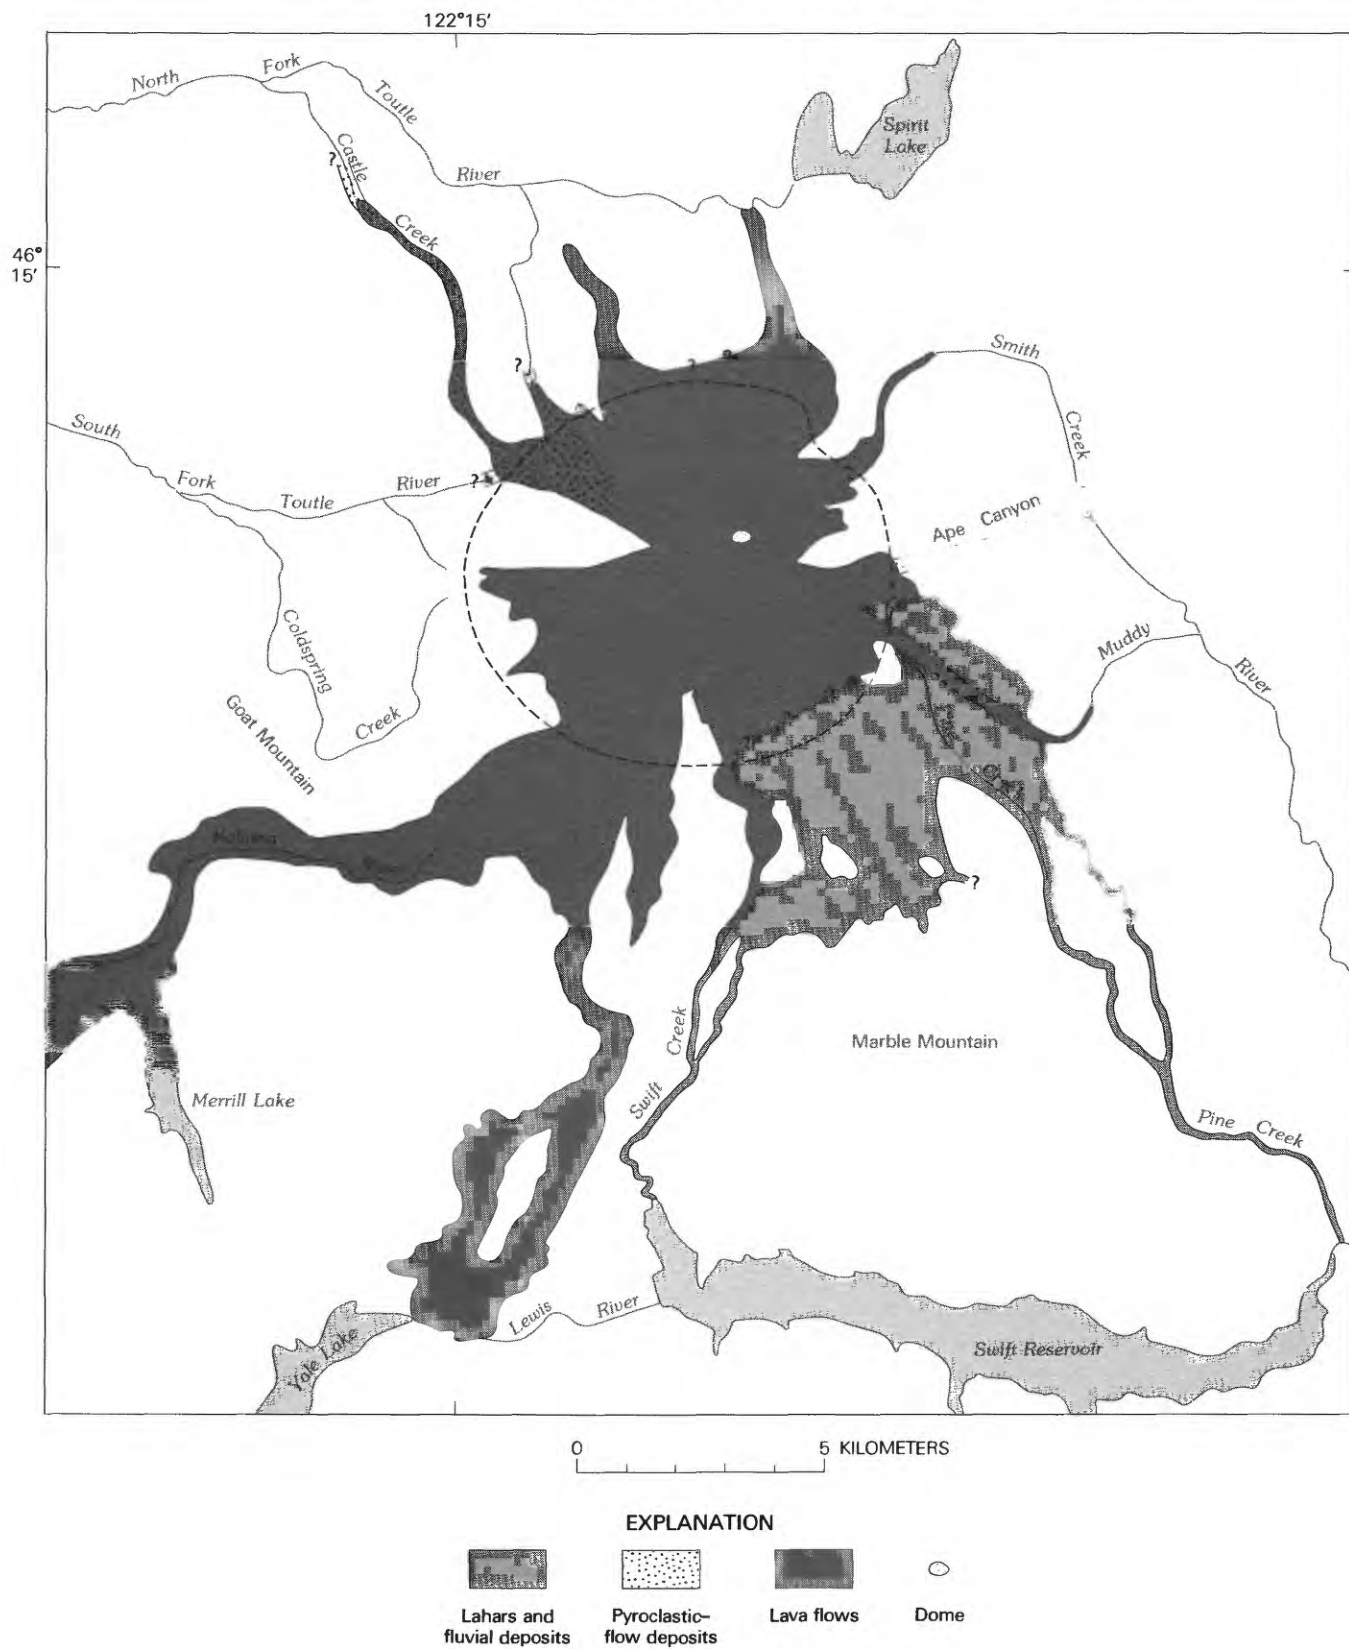 122°15′
North
Fork
Toutle
River
Spirit
Lake
?
Castle
Creek
46°
15′
?
?
Smith
Creek
South
Fork
Toutle
River
?
Ape Canyon
Coldspring
Creek
Goat Mountain
Muddy
River
?
Marble Mountain
Merrill Lake
Swift
Creek
Pine Creek
Lewis
River
Yale Lake
Swift Reservoir
0
5 KILOMETERS
EXPLANATION
Lahars and
fluvial deposits
Pyroclastic–
flow deposits
Lava flows
Dome